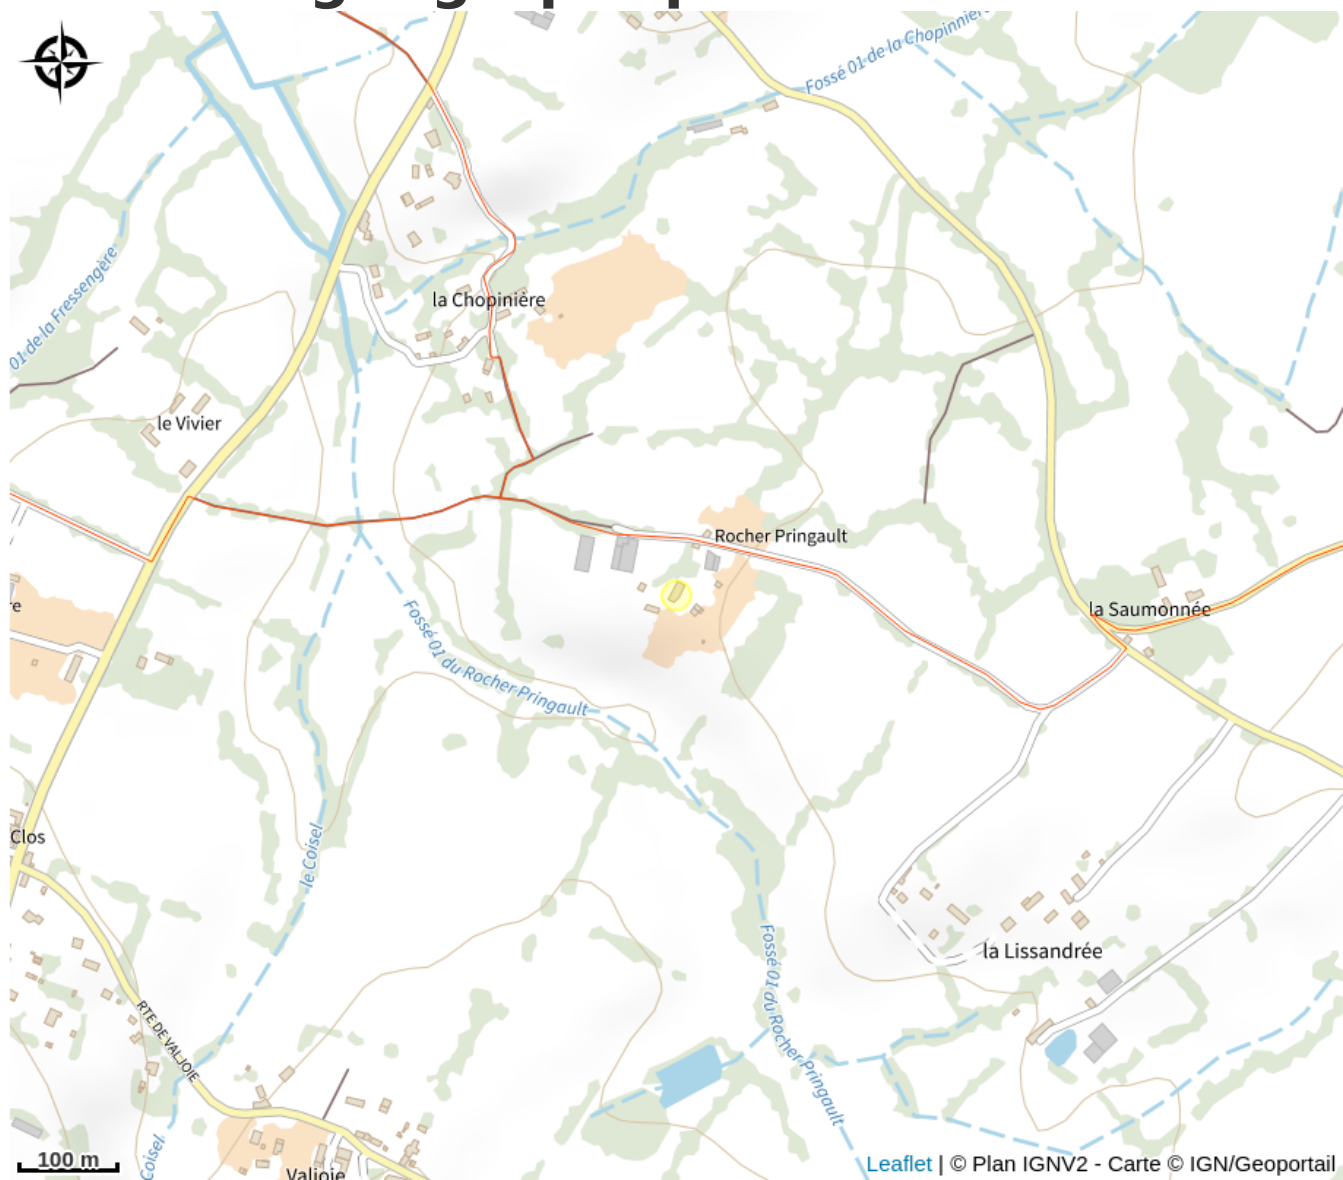 Fossé 01 de la Chopinnière
01 de la Fressengère
la Chopinière
le Vivier
Rocher Pringault
re
la Saumonnée
Fossé 01 du Rocher Pringault
Clos
le Coisel
la Lissandrée
Fossé 01 du Rocher Pringault
RTE DE VALJOIE
Coisel
Valjoie
100 m
Leaflet | © Plan IGNV2 - Carte © IGN/Geoportail